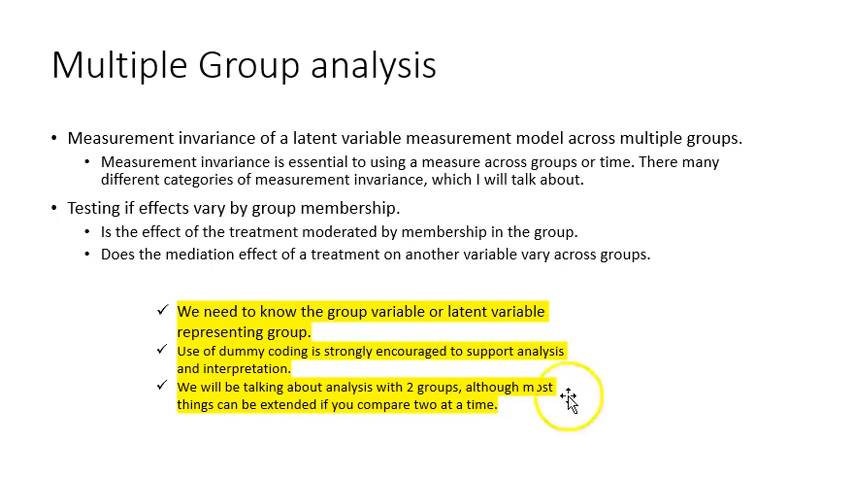 Multiple Group analysis
• Measurement invariance of a latent variable measurement model across multiple groups.
• Measurement invariance is essential to using a measure across groups or time. There many
different categories of measurement invariance, which I will talk about.
• Testing if effects vary by group membership.
• Is the effect of the treatment moderated by membership in the group.
• Does the mediation effect of a treatment on another variable vary across groups.
✓ We need to know the group variable or latent variable
representing group.
✓ Use of dummy coding is strongly encouraged to support analysis
and interpretation.
✓ We will be talking about analysis with 2 groups, although most
things can be extended if you compare two at a time.